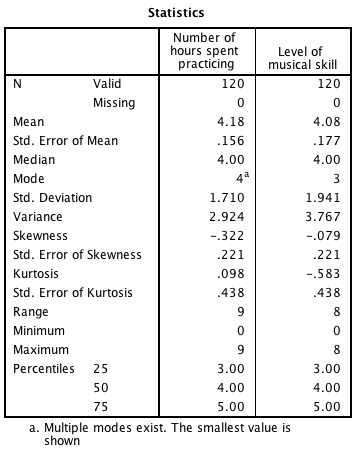 Statistics
Number of hours spent practicing Level of musical skill
N Valid 120 120
Missing 0 0
Mean 4.18 4.08
Std. Error of Mean .156 .177
Median 4.00 4.00
Mode 4a 3
Std. Deviation 1.710 1.941
Variance 2.924 3.767
Skewness -.322 -.079
Std. Error of Skewness .221 .221
Kurtosis .098 -.583
Std. Error of Kurtosis .438 .438
Range 9 8
Minimum 0 0
Maximum 9 8
Percentiles 25 3.00 3.00
50 4.00 4.00
75 5.00 5.00
a. Multiple modes exist. The smallest value is
shown